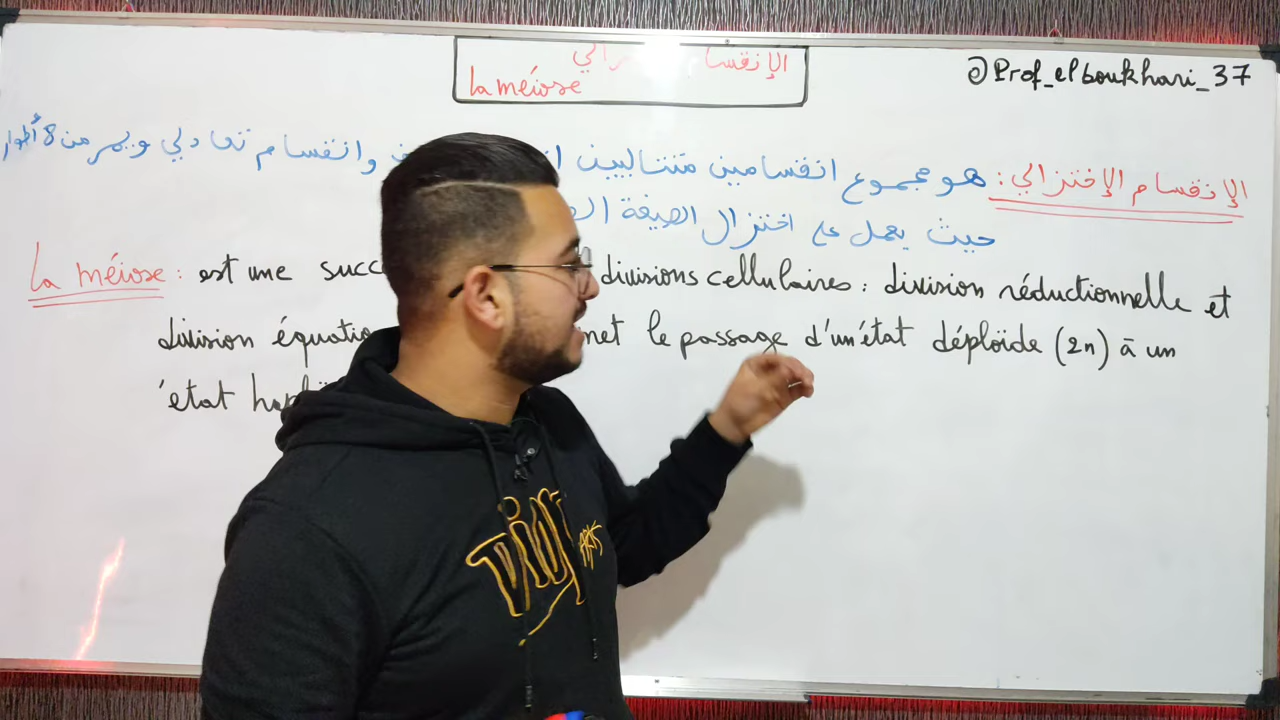 الإنقسام الإختزالي
La méiose
@Prof_elboukhari_37
الإنقسام الإختزالي: هو مجموع انقسامين متتاليين وانقسام تعادلي ويمر من 8 أطوار
حيث يعمل على اختزال الصيغة
La méiose : est une succ divisions cellulaires : division réductionnelle et
division équatio met le passage d'un état déploïde (2n) à un
état hapl